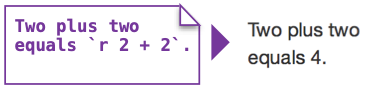 Two plus two
equals `r 2 + 2`.
Two plus two
equals 4.